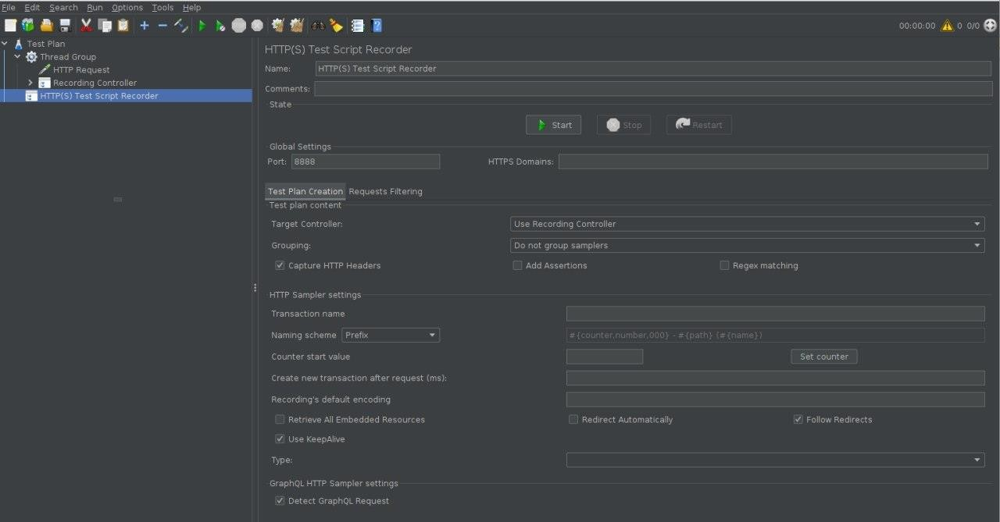 File Edit Search Run Options Tools Help
00:00:00 0 0/0
Test Plan
Thread Group
HTTP Request
Recording Controller
HTTP(S) Test Script Recorder
HTTP(S) Test Script Recorder
Name: HTTP(S) Test Script Recorder
Comments:
State
Start Stop Restart
Global Settings
Port: 8888 HTTPS Domains:
Test Plan Creation Requests Filtering
Test plan content
Target Controller: Use Recording Controller
Grouping: Do not group samplers
Capture HTTP Headers Add Assertions Regex matching
HTTP Sampler settings
Transaction name
Naming scheme Prefix #{counter,number,000} - #{path} (#{name})
Counter start value Set counter
Create new transaction after request (ms):
Recording's default encoding
Retrieve All Embedded Resources Redirect Automatically Follow Redirects
Use KeepAlive
Type:
GraphQL HTTP Sampler settings
Detect GraphQL Request